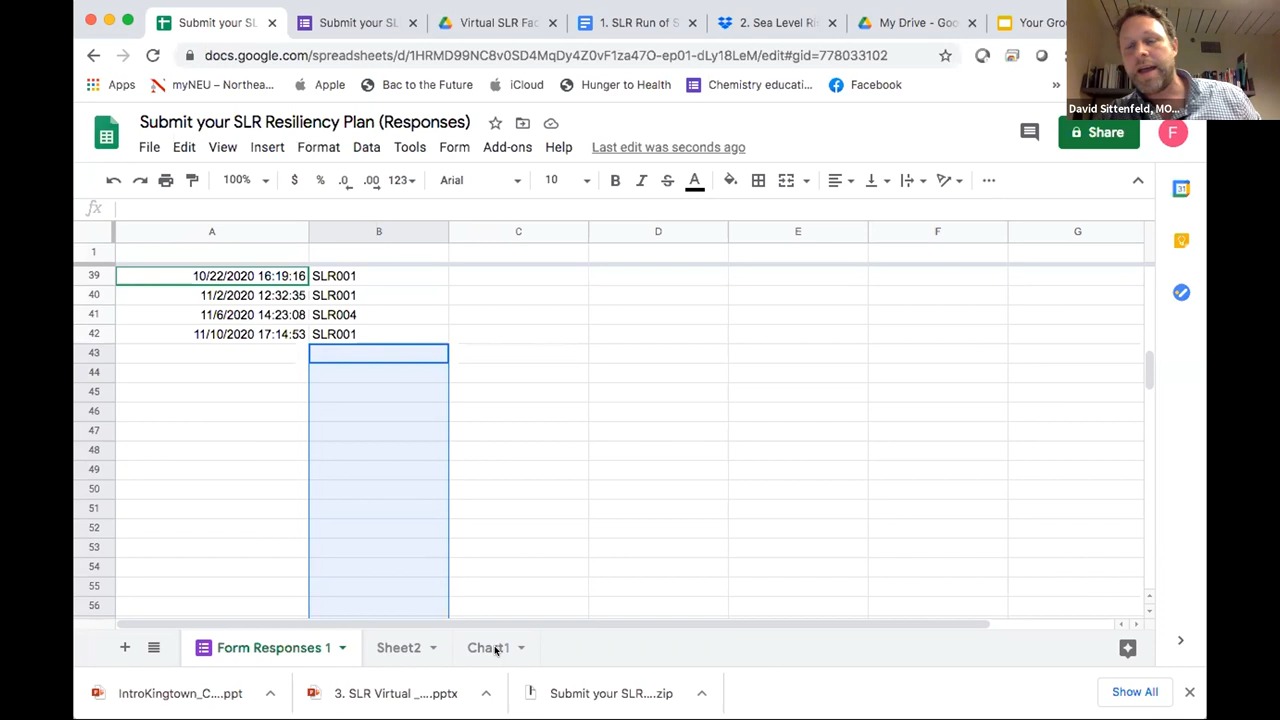 Submit your SL
Submit your SL
Virtual SLR Fac
1. SLR Run of S
2. Sea Level Ri
My Drive - Goo
Your Grou
docs.google.com/spreadsheets/d/1HRMD99NC8v0SD4MqDy4Z0vF1za47O-ep01-dLy18LeM/edit#gid=778033102
Apps
myNEU – Northea...
Apple
Bac to the Future
iCloud
Hunger to Health
Chemistry educati...
Facebook
»
David Sittenfeld, MO...
Submit your SLR Resiliency Plan (Respons
Share
F
File Edit View Insert Format Data Tools Form Add-ons Help Last edit was seconds ago
100% $ % .0 .00 123 Arial 10 B I S A
fx
A B C D E F G
1
39 10/22/2020 16:19:16 SLR001
40 11/2/2020 12:32:35 SLR001
41 11/6/2020 14:23:08 SLR004
42 11/10/2020 17:14:53 SLR001
43
44
45
46
47
48
49
50
51
52
53
54
55
56
Form Responses 1 Sheet2 Chart1
IntroKingtown_C....ppt
3. SLR Virtual _....pptx
Submit your SLR....zip
Show All